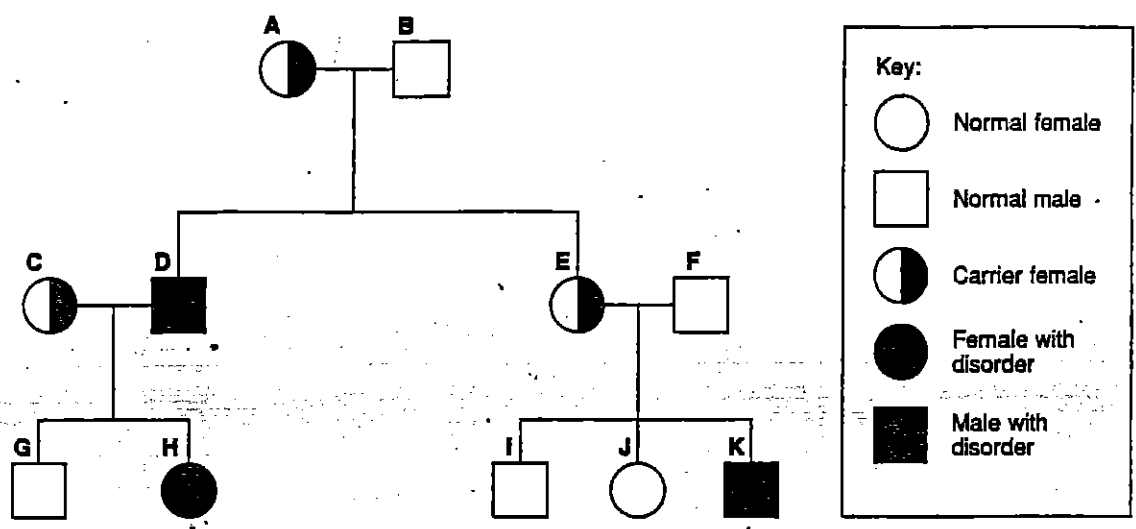 A B
Key:
Normal female
Normal male
C D E F
Carrier female
Female with
disorder
Male with
disorder
G H I J K